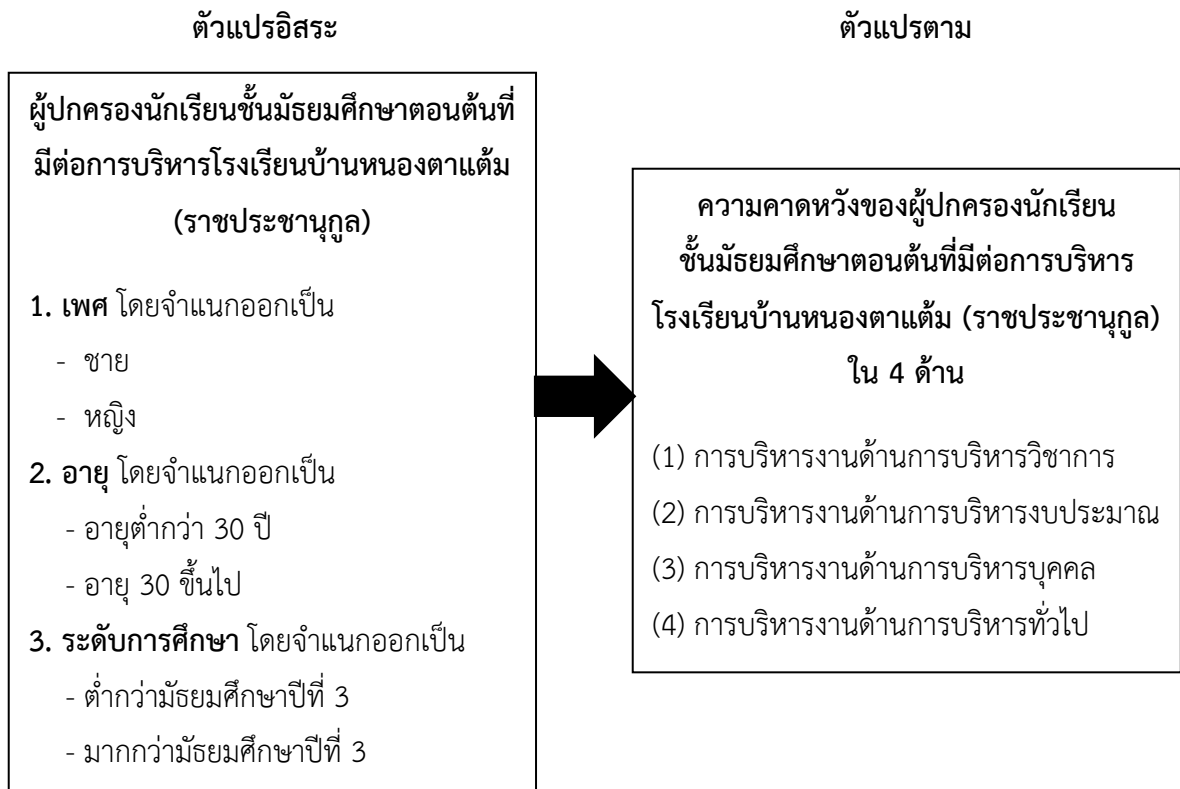 ตัวแปรอิสระ
ตัวแปรตาม
ผู้ปกครองนักเรียนชั้นมัธยมศึกษาตอนต้นที่
มีต่อการบริหารโรงเรียนบ้านหนองตาแต้ม
(ราชประชานุกูล)
1. เพศ โดยจำแนกออกเป็น
- ชาย
- หญิง
2. อายุ โดยจำแนกออกเป็น
- อายุต่ำกว่า 30 ปี
- อายุ 30 ขึ้นไป
3. ระดับการศึกษา โดยจำแนกออกเป็น
- ต่ำกว่ามัธยมศึกษาปีที่ 3
- มากกว่ามัธยมศึกษาปีที่ 3
ความคาดหวังของผู้ปกครองนักเรียน
ชั้นมัธยมศึกษาตอนต้นที่มีต่อการบริหาร
โรงเรียนบ้านหนองตาแต้ม (ราชประชานุกูล)
ใน 4 ด้าน
(1) การบริหารงานด้านการบริหารวิชาการ
(2) การบริหารงานด้านการบริหารงบประมาณ
(3) การบริหารงานด้านการบริหารบุคคล
(4) การบริหารงานด้านการบริหารทั่วไป